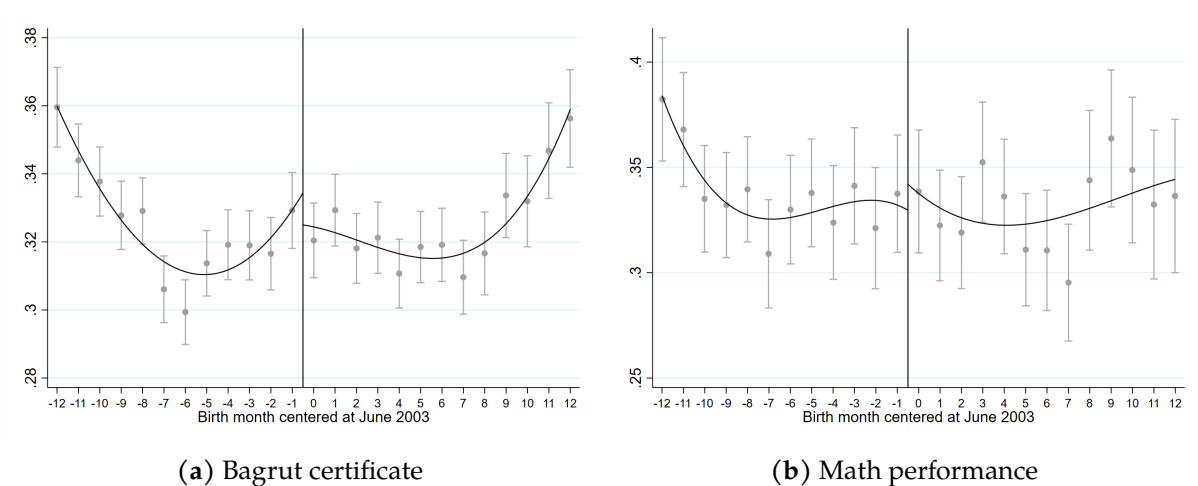 .38
.36
.34
.32
.3
.28
-12 -11 -10 -9 -8 -7 -6 -5 -4 -3 -2 -1 0 1 2 3 4 5 6 7 8 9 10 11 12
Birth month centered at June 2003
(a) Bagrut certificate
.4
.35
.3
.25
-12 -11 -10 -9 -8 -7 -6 -5 -4 -3 -2 -1 0 1 2 3 4 5 6 7 8 9 10 11 12
Birth month centered at June 2003
(b) Math performance